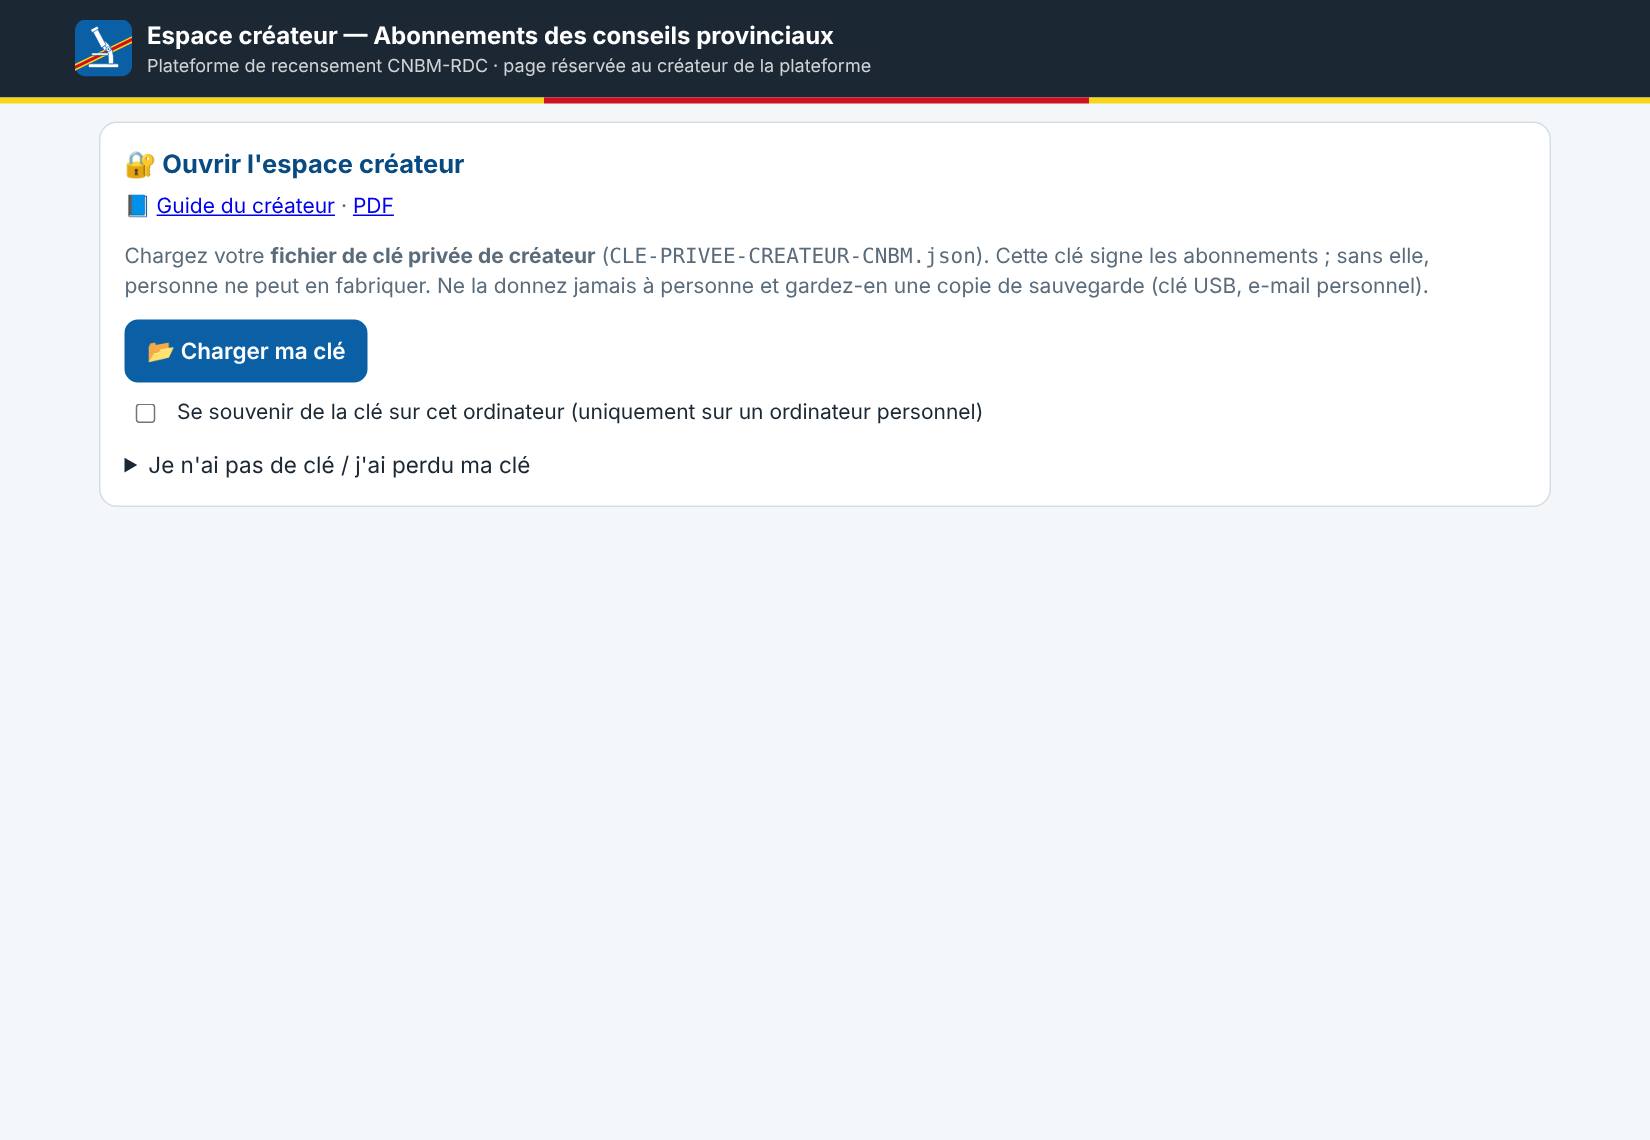 Espace créateur — Abonnements des conseils provinciaux
Plateforme de recensement CNBM-RDC · page réservée au créateur de la plateforme
🔐 Ouvrir l'espace créateur
📘 Guide du créateur · PDF
Chargez votre fichier de clé privée de créateur (CLE-PRIVEE-CREATEUR-CNBM.json). Cette clé signe les abonnements ; sans elle,
personne ne peut en fabriquer. Ne la donnez jamais à personne et gardez-en une copie de sauvegarde (clé USB, e-mail personnel).
📂 Charger ma clé
Se souvenir de la clé sur cet ordinateur (uniquement sur un ordinateur personnel)
▶ Je n'ai pas de clé / j'ai perdu ma clé